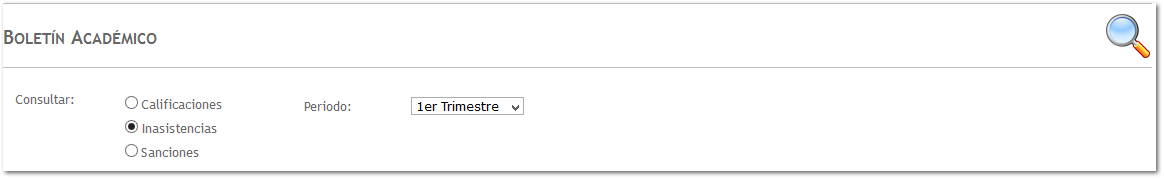 Boletín Académico
Consultar:
Calificaciones
Periodo:
1er Trimestre
Inasistencias
Sanciones